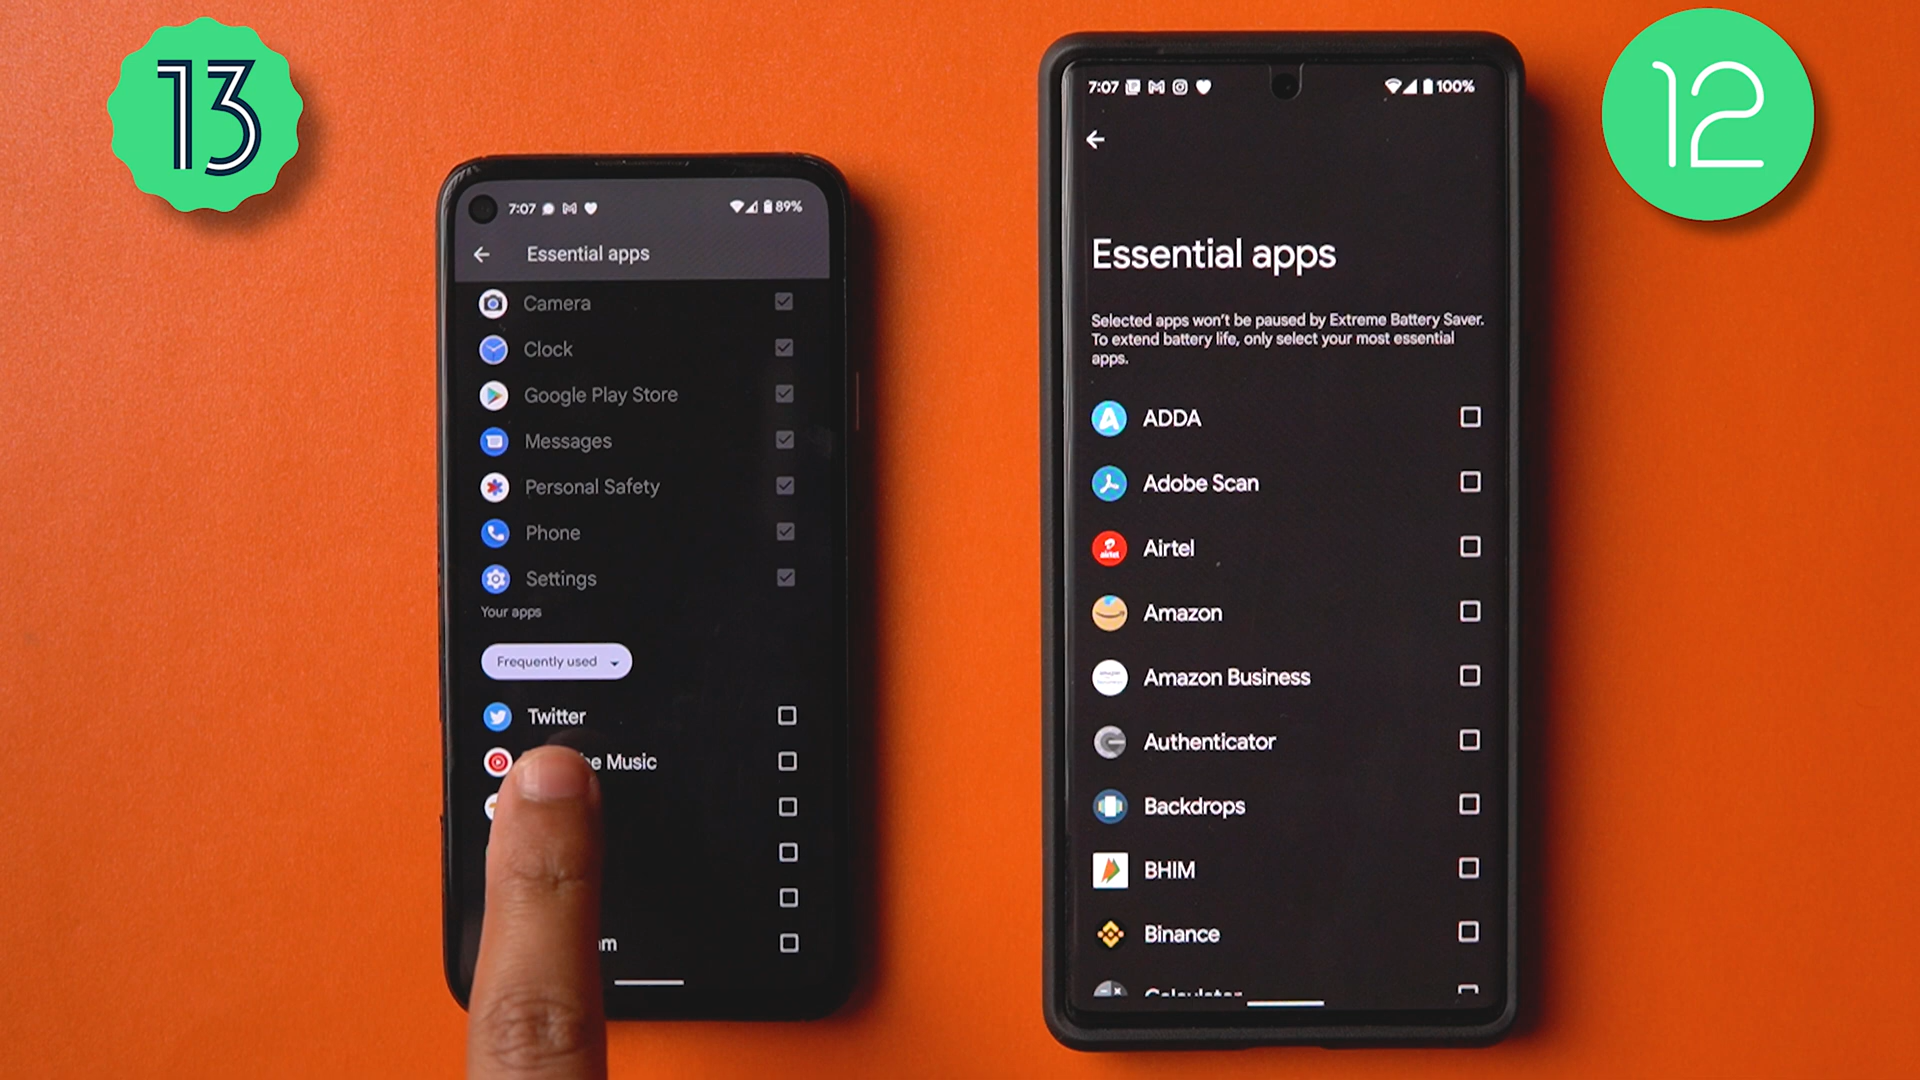 13
7:07
89%
Essential apps
Camera
Clock
Google Play Store
Messages
Personal Safety
Phone
Settings
Your apps
Frequently used
Twitter
Music
12
7:07
100%
Essential apps
Selected apps won't be paused by Extreme Battery Saver.
To extend battery life, only select your most essential
apps.
ADDA
Adobe Scan
airtel
Airtel
Amazon
Amazon Business
Authenticator
Backdrops
BHIM
Binance
Calculator